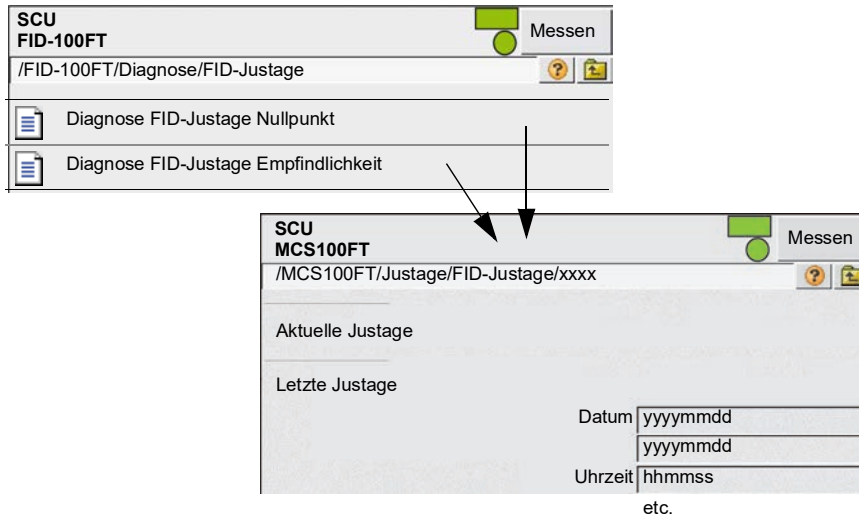 SCU
FID-100FT
Messen
/FID-100FT/Diagnose/FID-Justage
?
Diagnose FID-Justage Nullpunkt
Diagnose FID-Justage Empfindlichkeit
SCU
MCS100FT
Messen
/MCS100FT/Justage/FID-Justage/xxxx
?
Aktuelle Justage
Letzte Justage
Datum yyyymmdd
yyyymmdd
Uhrzeit hhmmss
etc.